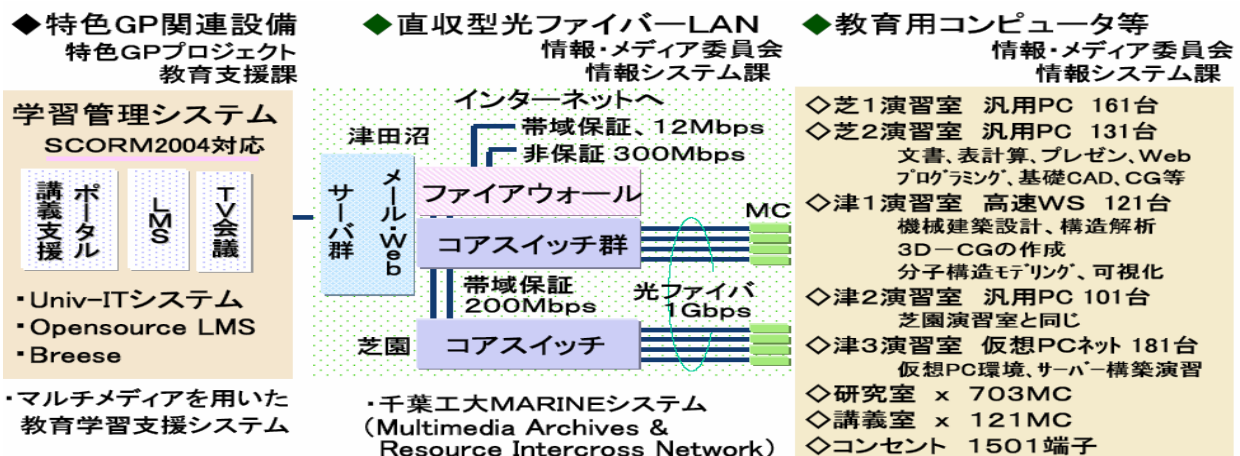 ◆特色GP関連設備
特色GPプロジェクト
教育支援課
学習管理システム
SCORM2004対応
講義支援
ポータル
LMS
TV会議
・Univ-ITシステム
・Opensource LMS
・Breese
・マルチメディアを用いた
教育学習支援システム
◆直収型光ファイバーLAN
情報・メディア委員会
情報システム課
インターネットへ
津田沼
帯域保証、12Mbps
非保証 300Mbps
メール・Web
サーバ群
ファイアウォール
MC
コアスイッチ群
帯域保証
200Mbps
光ファイバ
1Gbps
芝園
コアスイッチ
・千葉工大MARINEシステム
(Multimedia Archives &
Resource Intercross Network)
◆教育用コンピュータ等
情報・メディア委員会
情報システム課
◇芝1演習室 汎用PC 161台
◇芝2演習室 汎用PC 131台
文書、表計算、プレゼン、Web
プログラミング、基礎CAD、CG等
◇津1演習室 高速WS 121台
機械建築設計、構造解析
3D－CGの作成
分子構造モデリング、可視化
◇津2演習室 汎用PC 101台
芝園演習室と同じ
◇津3演習室 仮想PCネット 181台
仮想PC環境、サーバー構築演習
◇研究室 x 703MC
◇講義室 x 121MC
◇コンセント 1501端子